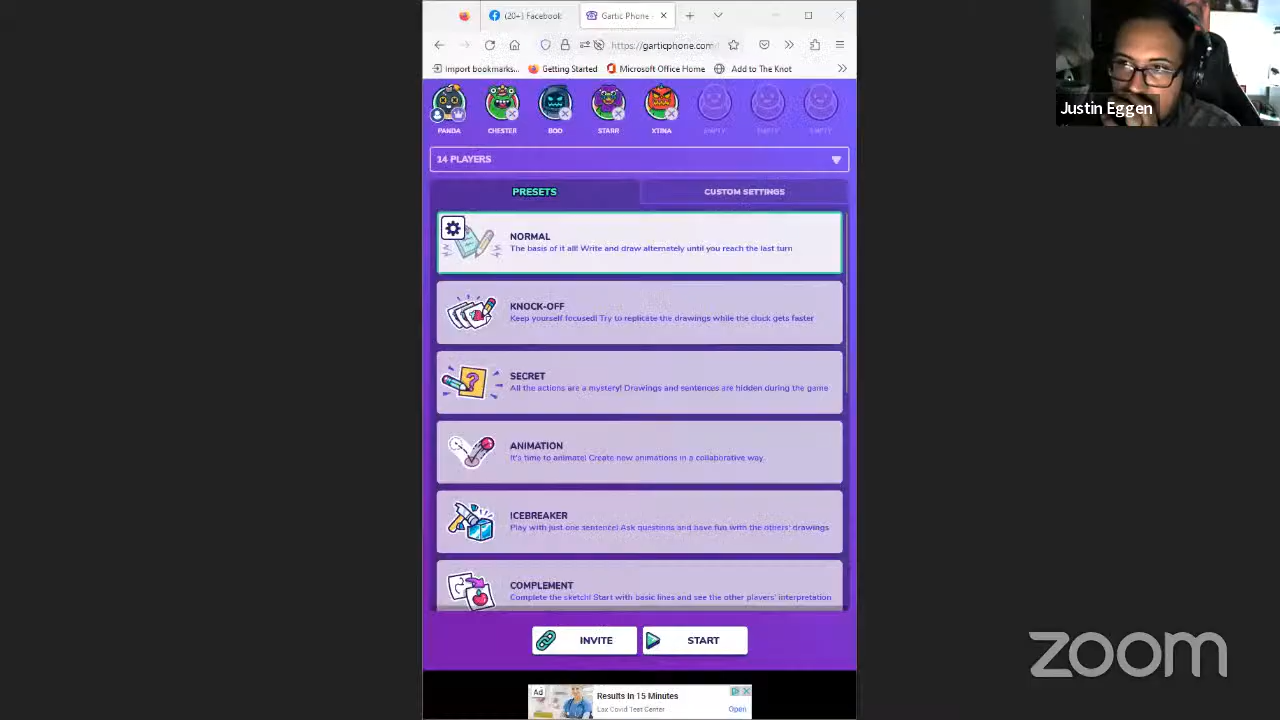 (20+) Facebook
Gartic Phone
https://garticphone.com
Import bookmarks...
Getting Started
Microsoft Office Home
Add to The Knot
PANDA
CHESTER
BOO
STARR
XTINA
EMPTY
EMPTY
EMPTY
14 PLAYERS
PRESETS
CUSTOM SETTINGS
NORMAL
The basis of it all! Write and draw alternately until you reach the last turn
KNOCK-OFF
Keep yourself focused! Try to replicate the drawings while the clock gets faster
SECRET
All the actions are a mystery! Drawings and sentences are hidden during the game
ANIMATION
It's time to animate! Create new animations in a collaborative way.
ICEBREAKER
Play with just one sentence! Ask questions and have fun with the others' drawings
COMPLEMENT
Complete the sketch! Start with basic lines and see the other players' interpretation
INVITE
START
Ad
Results in 15 Minutes
Lax Covid Test Center
Open
Justin Eggen
zoom